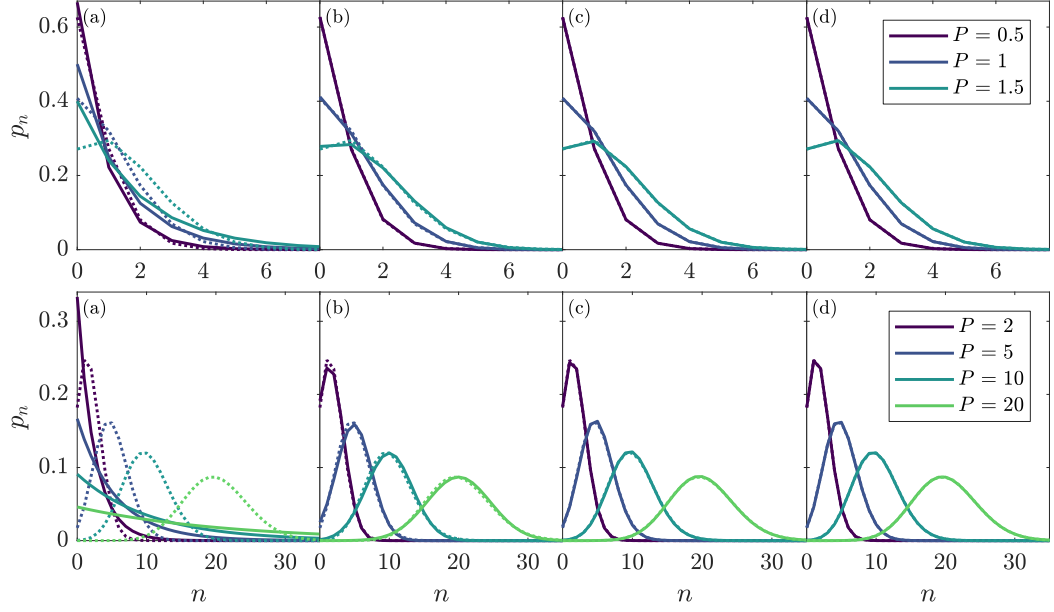 (a) (b) (c) (d)
0.6
0.4
0.2
0
p_n
P = 0.5
P = 1
P = 1.5
0 2 4 6 0 2 4 6 0 2 4 6 0 2 4 6
(a) (b) (c) (d)
0.3
0.2
0.1
0
p_n
P = 2
P = 5
P = 10
P = 20
0 10 20 30 0 10 20 30 0 10 20 30 0 10 20 30
n n n n